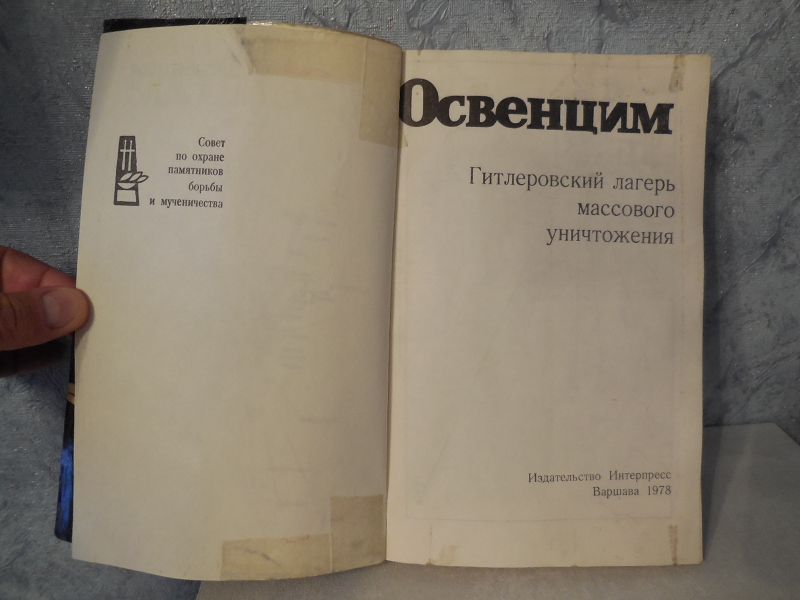 Совет
по охране
памятников
борьбы
и мученичества
Освенцим
Гитлеровский лагерь
массового
уничтожения
Издательство Интерпресс
Варшава 1978